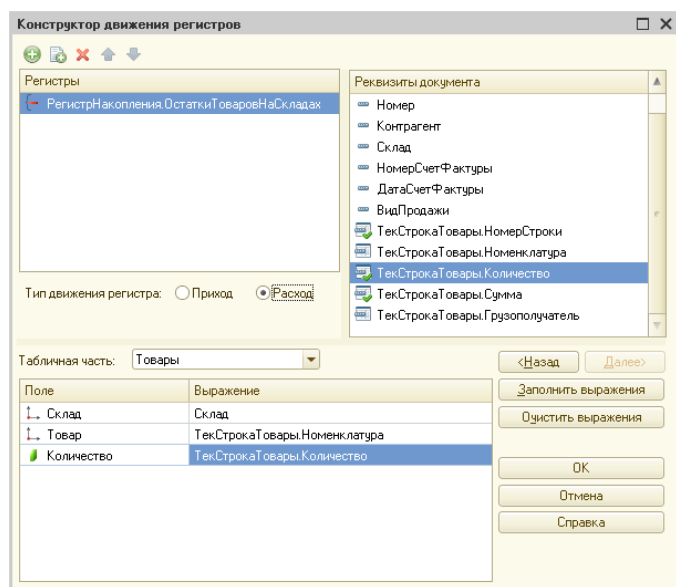 Конструктор движения регистров
Регистры
РегистрНакопления.ОстаткиТоваровНаСкладах
Тип движения регистра: Приход Расход
Реквизиты документа
Номер
Контрагент
Склад
НомерСчетФактуры
ДатаСчетФактуры
ВидПродажи
ТекСтрокаТовары.НомерСтроки
ТекСтрокаТовары.Номенклатура
ТекСтрокаТовары.Количество
ТекСтрокаТовары.Сумма
ТекСтрокаТовары.Грузополучатель
Табличная часть: Товары
<Назад Далее>
Поле Выражение
Склад Склад
Товар ТекСтрокаТовары.Номенклатура
Количество ТекСтрокаТовары.Количество
Заполнить выражения
Очистить выражения
OK
Отмена
Справка